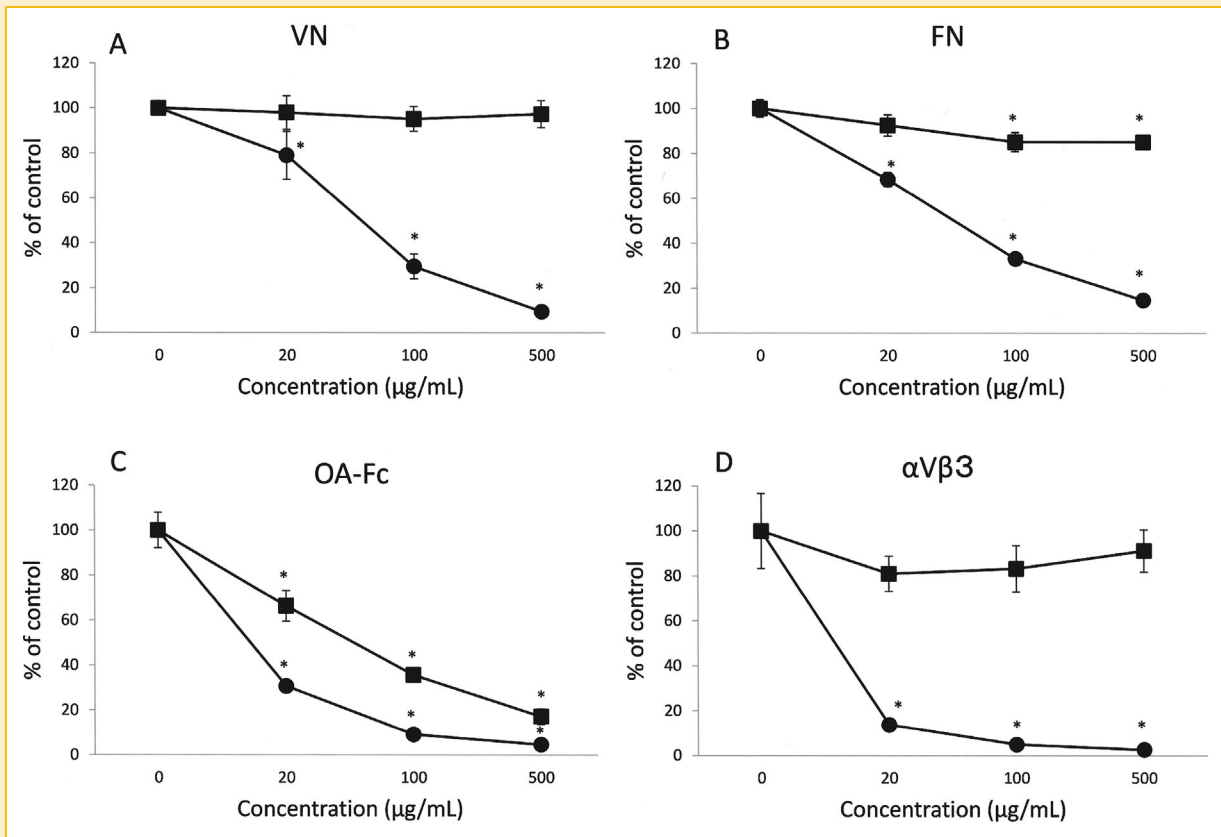 A VN
120
100
80
60
40
20
0
% of control
*
*
*
0 20 100 500
Concentration (µg/mL)
B FN
120
100
80
60
40
20
0
% of control
* *
*
*
*
0 20 100 500
Concentration (µg/mL)
C OA-Fc
120
100
80
60
40
20
0
% of control
*
*
*
*
*
*
0 20 100 500
Concentration (µg/mL)
D αVβ3
120
100
80
60
40
20
0
% of control
*
*
*
0 20 100 500
Concentration (µg/mL)